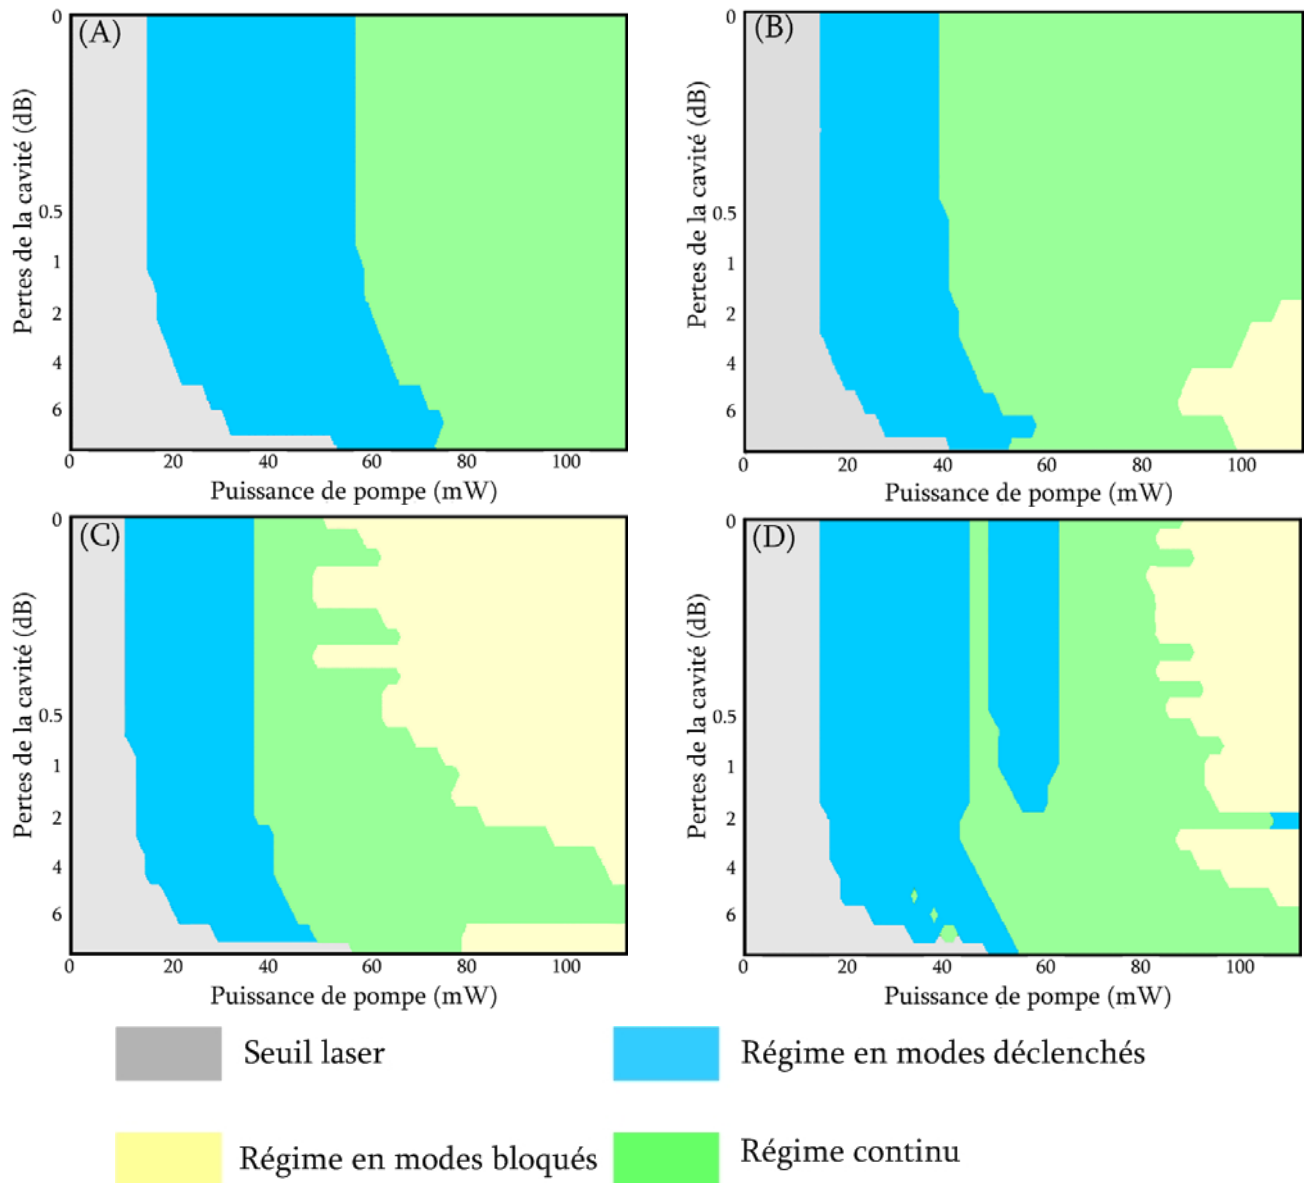 (A)
Pertes de la cavité (dB)
0
0.5
1
2
4
6
0 20 40 60 80 100
Puissance de pompe (mW)
(B)
Pertes de la cavité (dB)
0
0.5
1
2
4
6
0 20 40 60 80 100
Puissance de pompe (mW)
(C)
Pertes de la cavité (dB)
0
0.5
1
2
4
6
0 20 40 60 80 100
Puissance de pompe (mW)
(D)
Pertes de la cavité (dB)
0
0.5
1
2
4
6
0 20 40 60 80 100
Puissance de pompe (mW)
Seuil laser
Régime en modes déclenchés
Régime en modes bloqués
Régime continu